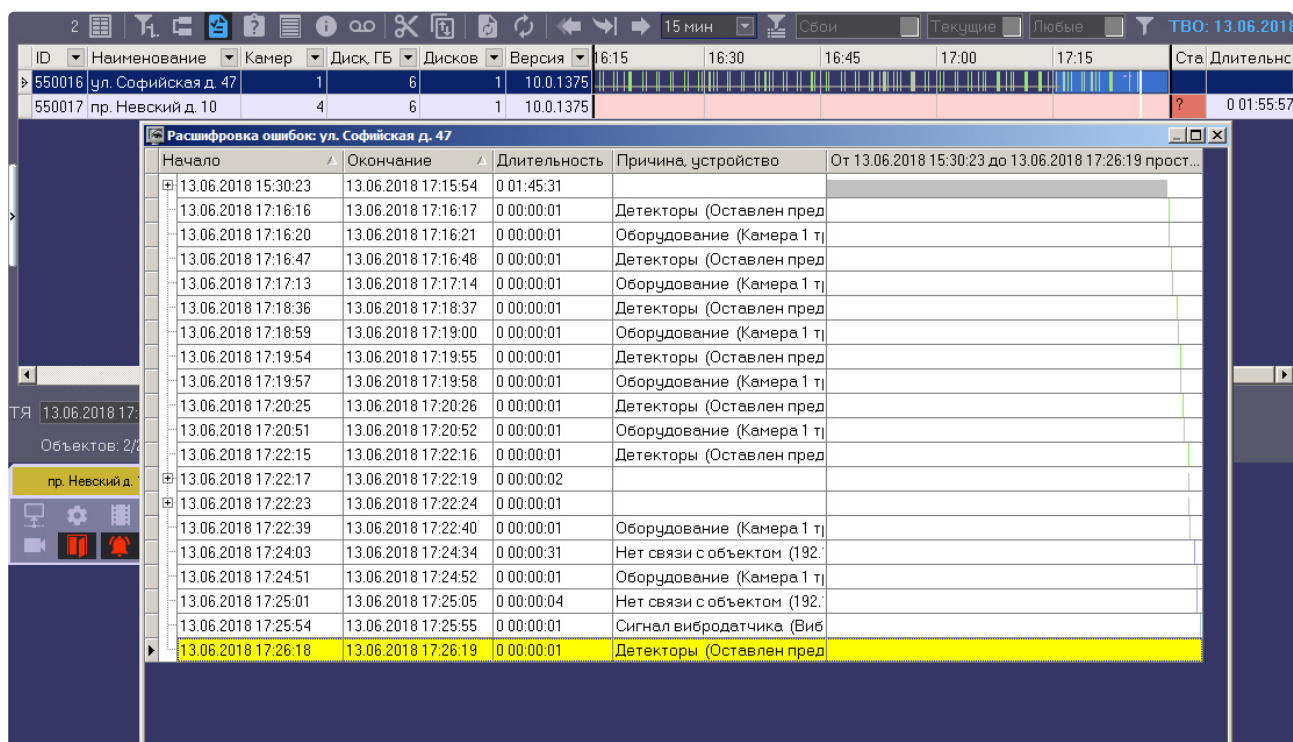 2 15 мин Сбои Текущие Любые ТВО: 13.06.2018
ID Наименование Камер Диск, ГБ Дисков Версия 16:15 16:30 16:45 17:00 17:15 Ста Длительнс
550016 ул. Софийская д. 47 1 6 1 10.0.1375
550017 пр. Невский д. 10 4 6 1 10.0.1375 ? 0 01:55:57
Расшифровка ошибок: ул. Софийская д. 47
Начало Окончание Длительность Причина, устройство От 13.06.2018 15:30:23 до 13.06.2018 17:26:19 прост...
13.06.2018 15:30:23 13.06.2018 17:15:54 0 01:45:31
13.06.2018 17:16:16 13.06.2018 17:16:17 0 00:00:01 Детекторы (Оставлен пред
13.06.2018 17:16:20 13.06.2018 17:16:21 0 00:00:01 Оборудование (Камера 1 тр
13.06.2018 17:16:47 13.06.2018 17:16:48 0 00:00:01 Детекторы (Оставлен пред
13.06.2018 17:17:13 13.06.2018 17:17:14 0 00:00:01 Оборудование (Камера 1 тр
13.06.2018 17:18:36 13.06.2018 17:18:37 0 00:00:01 Детекторы (Оставлен пред
13.06.2018 17:18:59 13.06.2018 17:19:00 0 00:00:01 Оборудование (Камера 1 тр
13.06.2018 17:19:54 13.06.2018 17:19:55 0 00:00:01 Детекторы (Оставлен пред
13.06.2018 17:19:57 13.06.2018 17:19:58 0 00:00:01 Оборудование (Камера 1 тр
13.06.2018 17:20:25 13.06.2018 17:20:26 0 00:00:01 Детекторы (Оставлен пред
13.06.2018 17:20:51 13.06.2018 17:20:52 0 00:00:01 Оборудование (Камера 1 тр
13.06.2018 17:22:15 13.06.2018 17:22:16 0 00:00:01 Детекторы (Оставлен пред
13.06.2018 17:22:17 13.06.2018 17:22:19 0 00:00:02
13.06.2018 17:22:23 13.06.2018 17:22:24 0 00:00:01
13.06.2018 17:22:39 13.06.2018 17:22:40 0 00:00:01 Оборудование (Камера 1 тр
13.06.2018 17:24:03 13.06.2018 17:24:34 0 00:00:31 Нет связи с объектом (192.
13.06.2018 17:24:51 13.06.2018 17:24:52 0 00:00:01 Оборудование (Камера 1 тр
13.06.2018 17:25:01 13.06.2018 17:25:05 0 00:00:04 Нет связи с объектом (192.
13.06.2018 17:25:54 13.06.2018 17:25:55 0 00:00:01 Сигнал вибродатчика (Виб
13.06.2018 17:26:18 13.06.2018 17:26:19 0 00:00:01 Детекторы (Оставлен пред
ТЯ 13.06.2018 17:
Объектов: 2/2
пр. Невский д.